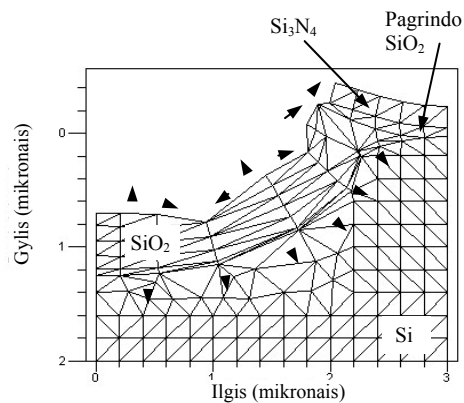 Si3N4
Pagrindo
SiO2
Gylis (mikronais)
0
1
2
SiO2
Si
0
1
2
3
Ilgis (mikronais)